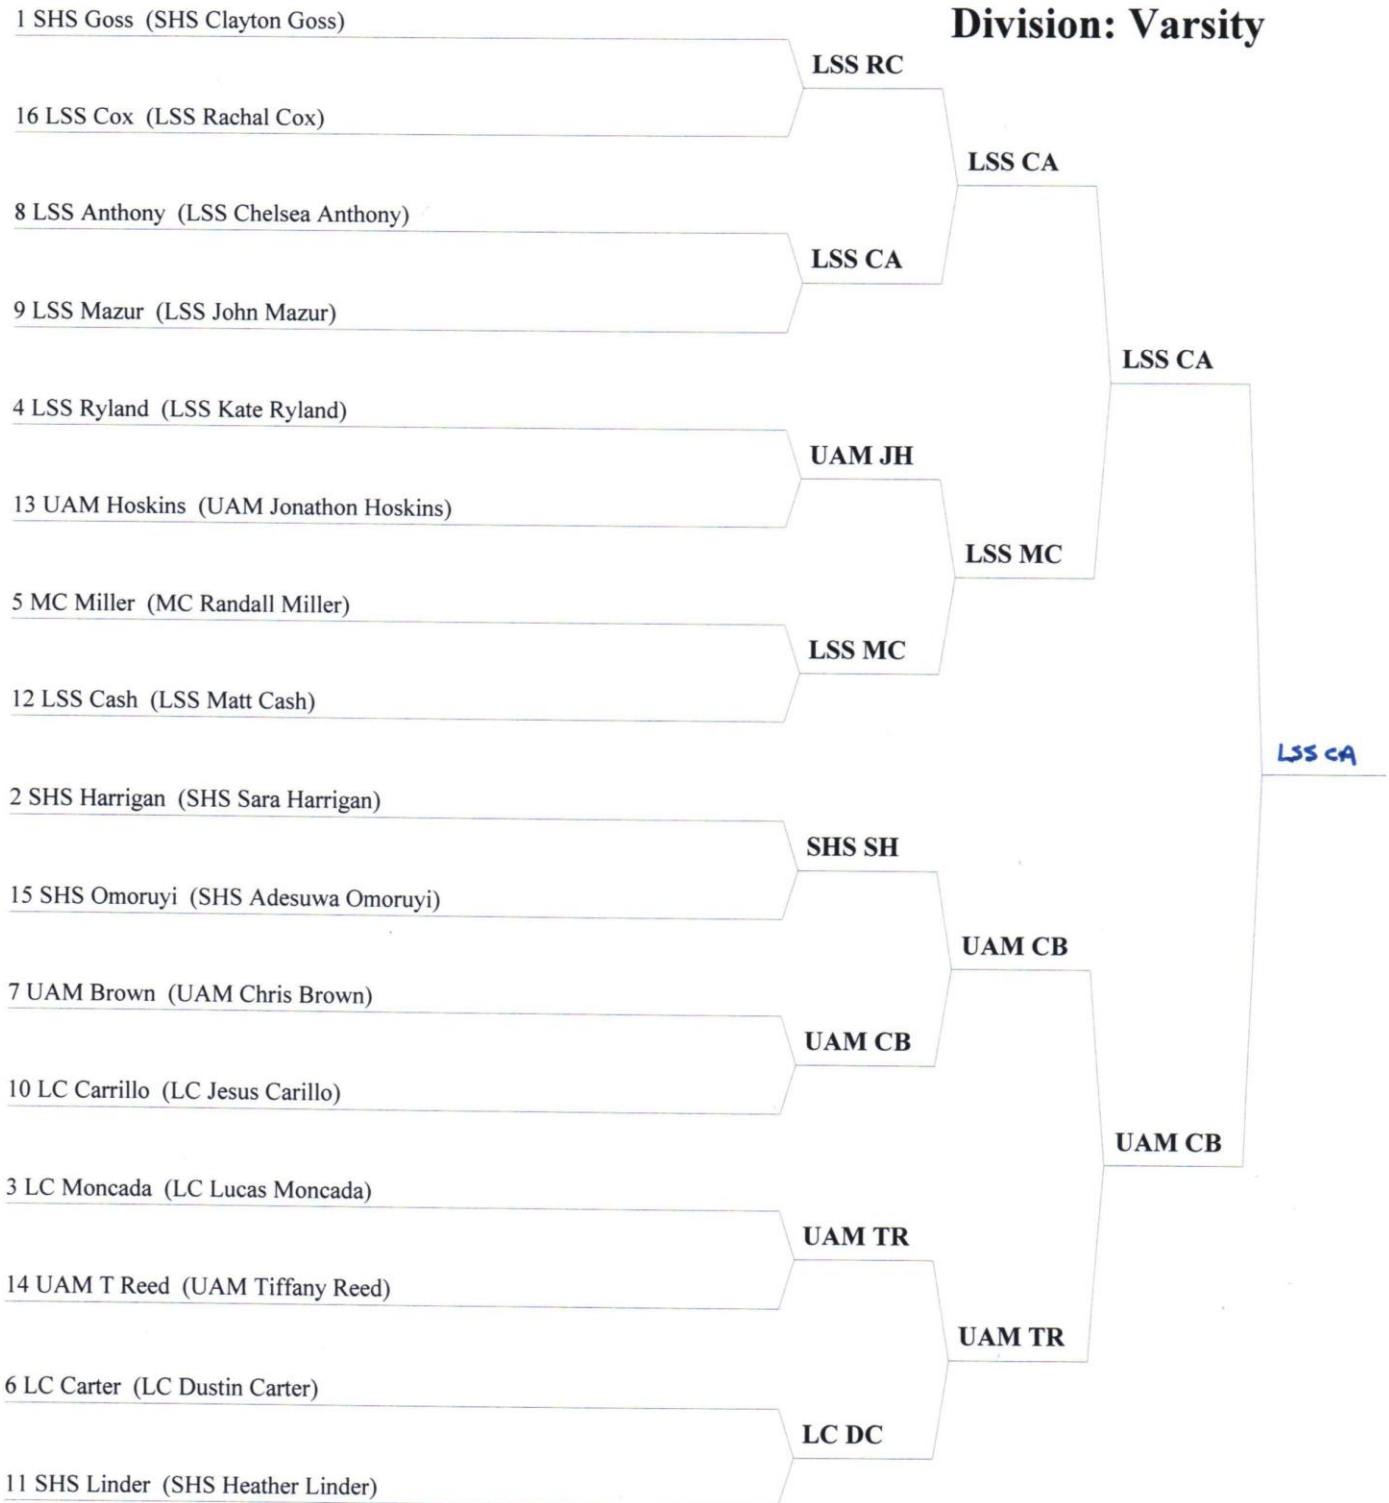 Division: Varsity
1 SHS Goss (SHS Clayton Goss)
LSS RC
16 LSS Cox (LSS Rachal Cox)
LSS CA
8 LSS Anthony (LSS Chelsea Anthony)
LSS CA
9 LSS Mazur (LSS John Mazur)
LSS CA
4 LSS Ryland (LSS Kate Ryland)
UAM JH
13 UAM Hoskins (UAM Jonathon Hoskins)
LSS MC
5 MC Miller (MC Randall Miller)
LSS MC
12 LSS Cash (LSS Matt Cash)
LSS CA
2 SHS Harrigan (SHS Sara Harrigan)
SHS SH
15 SHS Omoruyi (SHS Adesuwa Omoruyi)
UAM CB
7 UAM Brown (UAM Chris Brown)
UAM CB
10 LC Carrillo (LC Jesus Carillo)
UAM CB
3 LC Moncada (LC Lucas Moncada)
UAM TR
14 UAM T Reed (UAM Tiffany Reed)
UAM TR
6 LC Carter (LC Dustin Carter)
LC DC
11 SHS Linder (SHS Heather Linder)